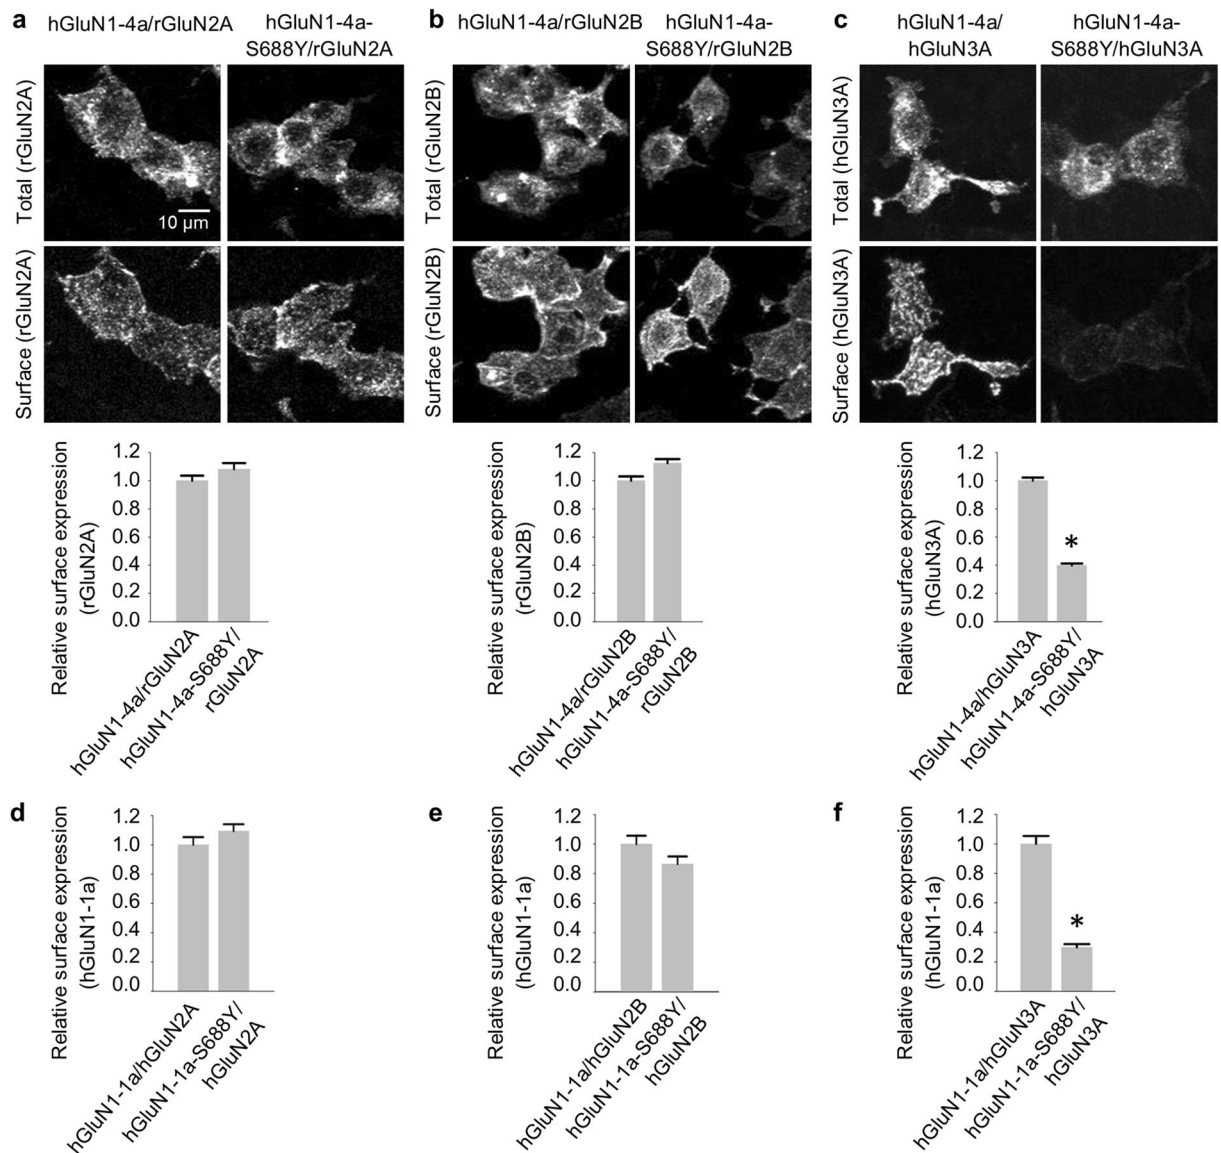 a
hGluN1-4a/rGluN2A
hGluN1-4a-
S688Y/rGluN2A
Total (rGluN2A)
10 µm
Surface (rGluN2A)
Relative surface expression
(rGluN2A)
1.2
1.0
0.8
0.6
0.4
0.2
0.0
hGluN1-4a/rGluN2A
hGluN1-4a-S688Y/
rGluN2A
b
hGluN1-4a/rGluN2B
hGluN1-4a-
S688Y/rGluN2B
Total (rGluN2B)
Surface (rGluN2B)
Relative surface expression
(rGluN2B)
1.2
1.0
0.8
0.6
0.4
0.2
0.0
hGluN1-4a/rGluN2B
hGluN1-4a-S688Y/
rGluN2B
c
hGluN1-4a/
hGluN3A
hGluN1-4a-
S688Y/hGluN3A
Total (hGluN3A)
Surface (hGluN3A)
Relative surface expression
(hGluN3A)
1.2
1.0
0.8
0.6
0.4
0.2
0.0
*
hGluN1-4a/hGluN3A
hGluN1-4a-S688Y/
hGluN3A
d
Relative surface expression
(hGluN1-1a)
1.2
1.0
0.8
0.6
0.4
0.2
0.0
hGluN1-1a/hGluN2A
hGluN1-1a-S688Y/
hGluN2A
e
Relative surface expression
(hGluN1-1a)
1.2
1.0
0.8
0.6
0.4
0.2
0.0
hGluN1-1a/hGluN2B
hGluN1-1a-S688Y/
hGluN2B
f
Relative surface expression
(hGluN1-1a)
1.2
1.0
0.8
0.6
0.4
0.2
0.0
*
hGluN1-1a/hGluN3A
hGluN1-1a-S688Y/
hGluN3A